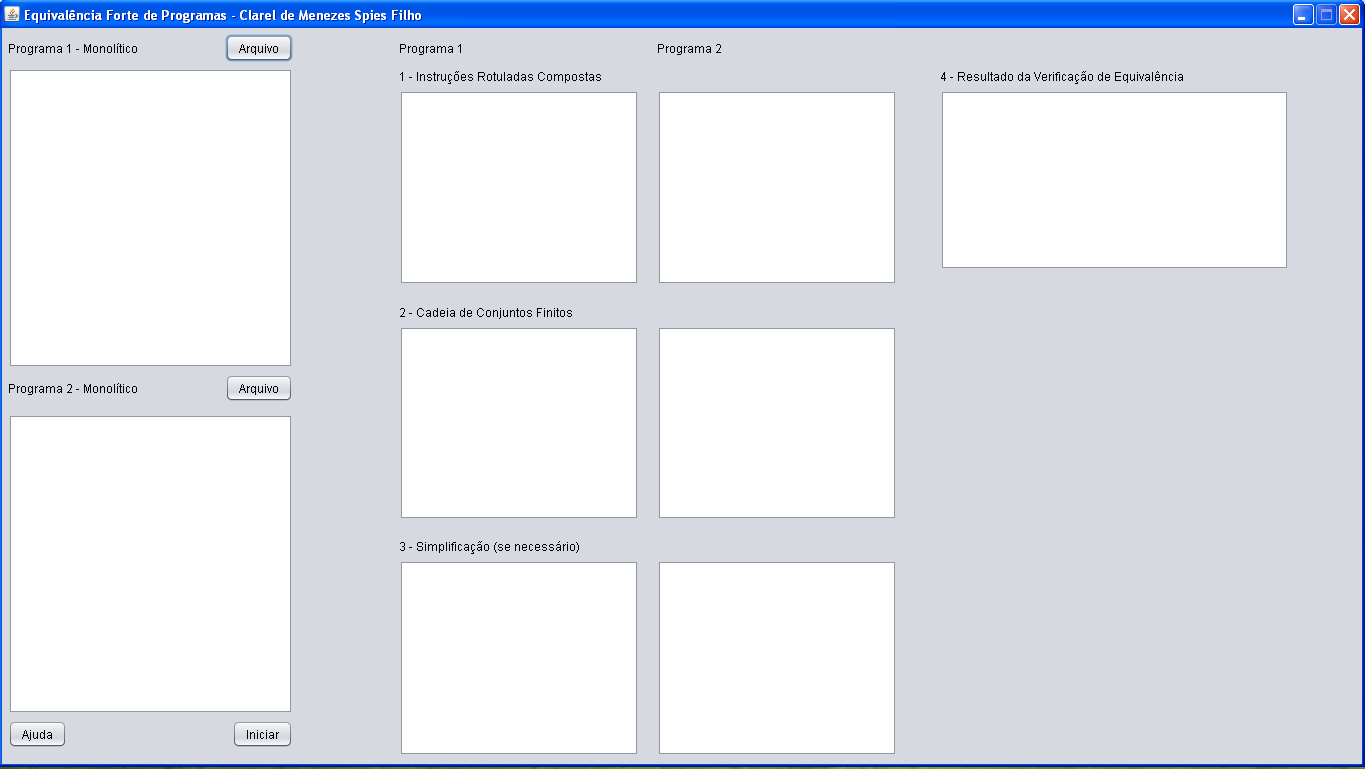 Equivalência Forte de Programas - Clarel de Menezes Spies Filho
Programa 1 - Monolítico
Arquivo
Programa 2 - Monolítico
Arquivo
Ajuda
Iniciar
Programa 1
Programa 2
1 - Instruções Rotuladas Compostas
2 - Cadeia de Conjuntos Finitos
3 - Simplificação (se necessário)
4 - Resultado da Verificação de Equivalência